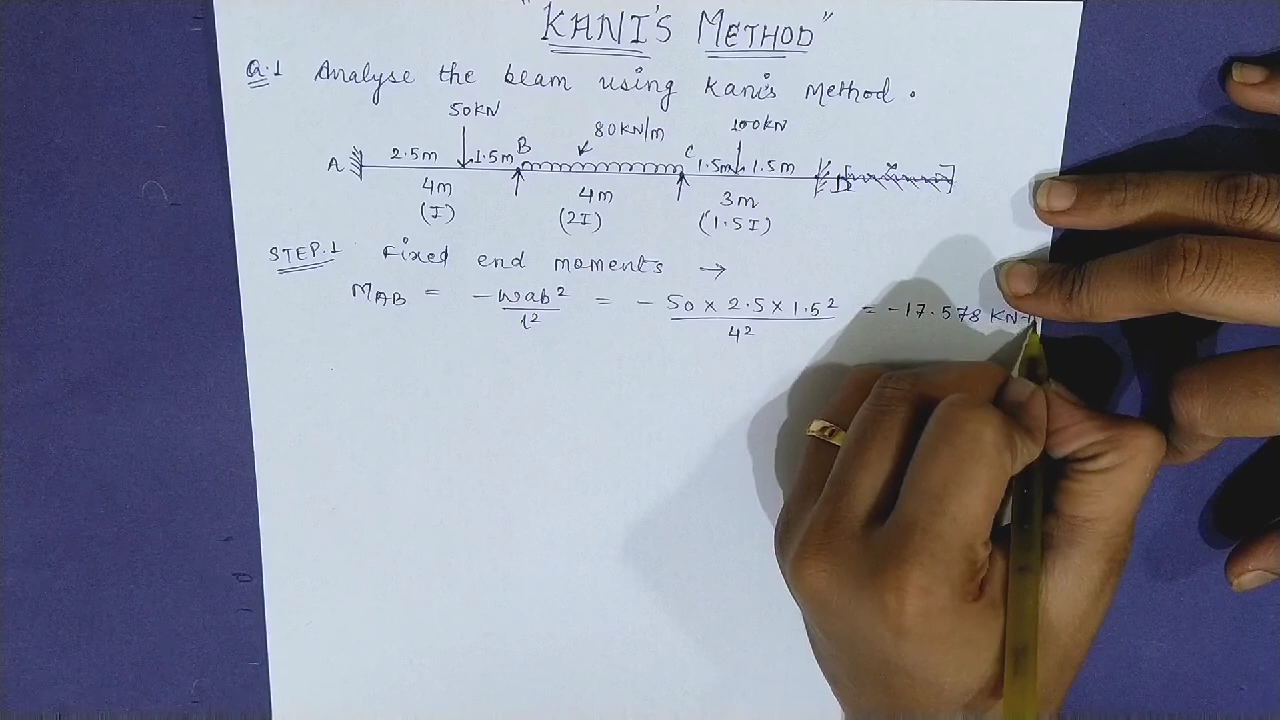 "KANI'S METHOD"
Q.1 Analyse the beam using Kani's Method.
50KN 80KN/m 100KN
A 2.5m 1.5m B C 1.5m 1.5m D
4m 4m 3m
(I) (2I) (1.5I)
STEP.1 Fixed end moments →
MAB = -wab²/l² = - 50 × 2.5 × 1.5²/4² = -17.578 KN-